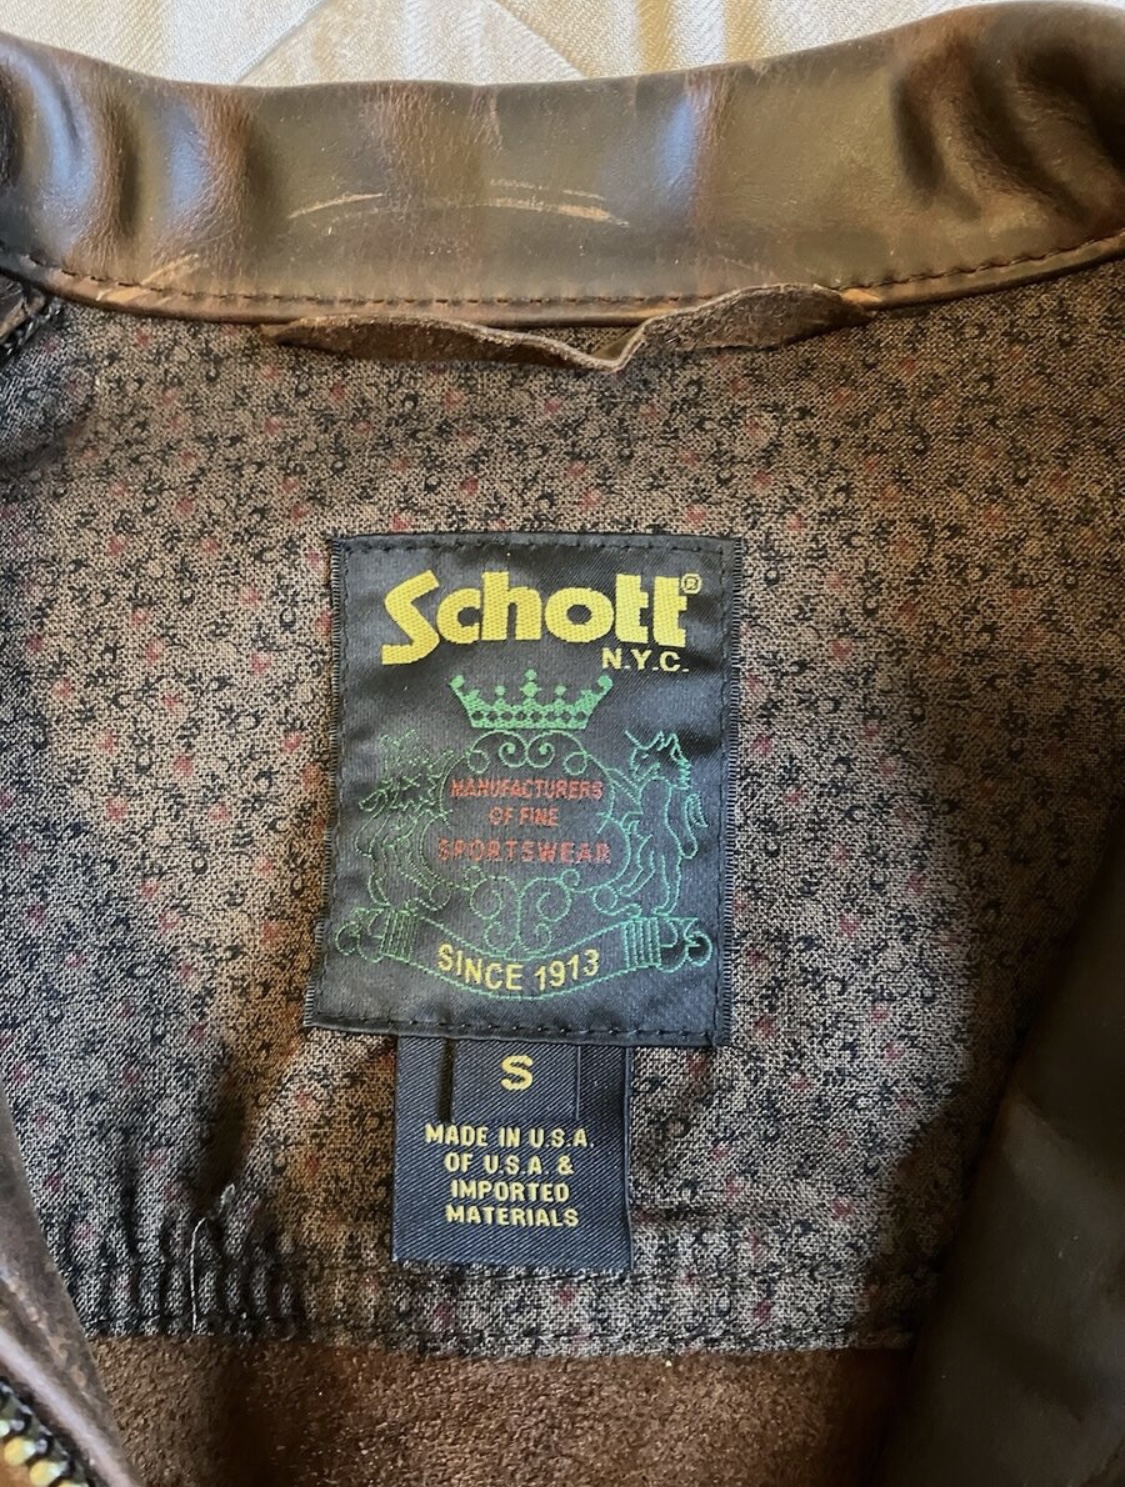 Schott®
N.Y.C.
MANUFACTURERS
OF FINE
SPORTSWEAR
SINCE 1913
S
MADE IN U.S.A.
OF U.S.A. &
IMPORTED
MATERIALS